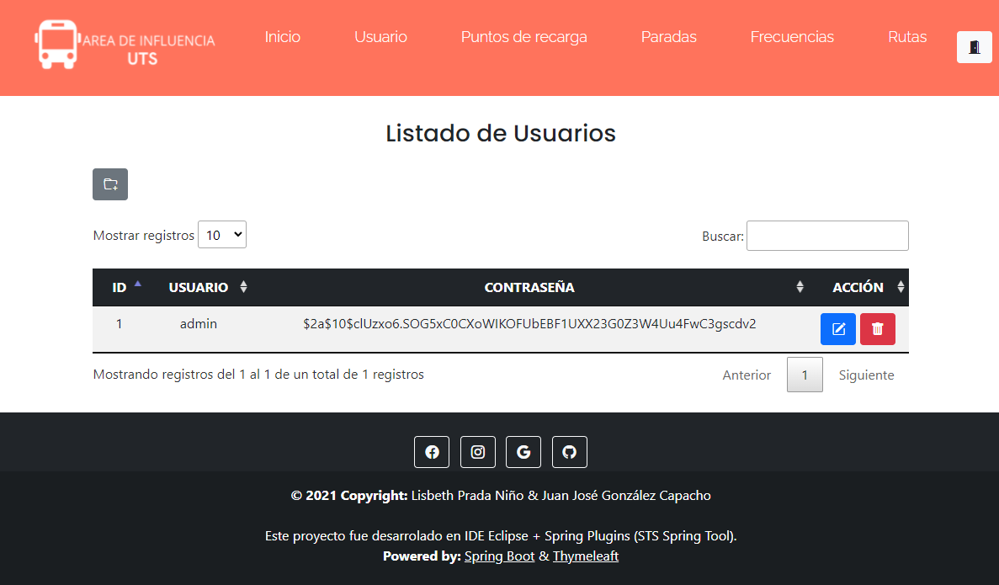 AREA DE INFLUENCIA
UTS
Inicio
Usuario
Puntos de recarga
Paradas
Frecuencias
Rutas
Listado de Usuarios
Mostrar registros 10
Buscar:
ID USUARIO CONTRASEÑA ACCIÓN
1 admin $2a$10$clUzxo6.SOG5xC0CXoWIKOFUbEBF1UXX23G0Z3W4Uu4FwC3gscdv2
Mostrando registros del 1 al 1 de un total de 1 registros
Anterior 1 Siguiente
© 2021 Copyright: Lisbeth Prada Niño & Juan José González Capacho
Este proyecto fue desarrolado en IDE Eclipse + Spring Plugins (STS Spring Tool).
Powered by: Spring Boot & Thymeleaft